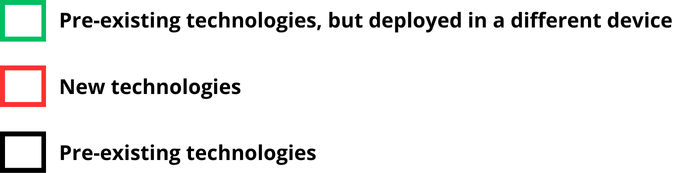 Pre-existing technologies, but deployed in a different device
New technologies
Pre-existing technologies